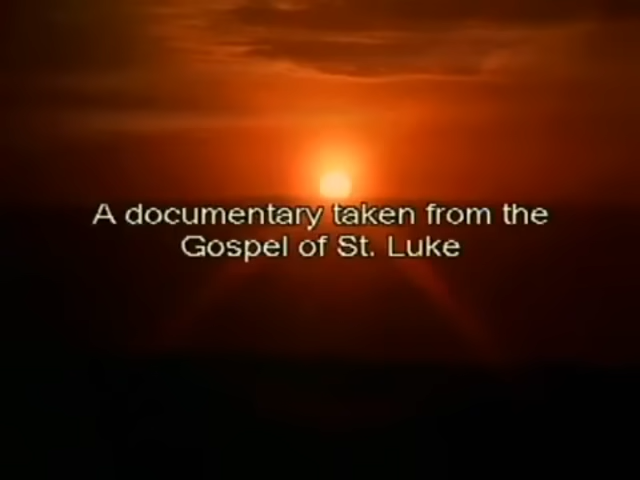 A documentary taken from the
Gospel of St. Luke